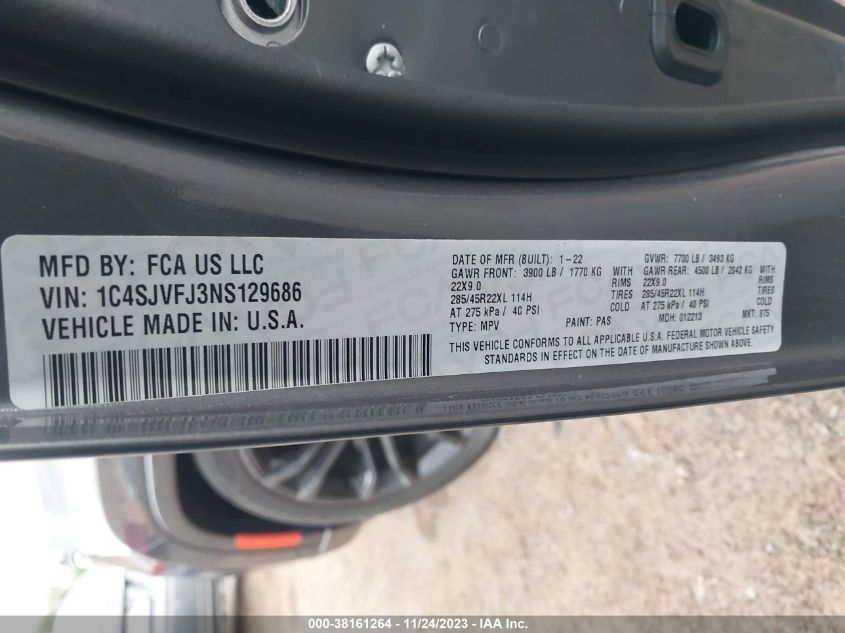 MFD BY: FCA US LLC
VIN: 1C4SJVFJ3NS129686
VEHICLE MADE IN: U.S.A.
DATE OF MFR (BUILT): 1-22 GVWR: 7700 LB / 3493 KG
GAWR FRONT: 3900 LB / 1770 KG WITH GAWR REAR: 4500 LB / 2042 KG WITH
22X9.0 RIMS 22X9.0 RIMS
285/45R22XL 114H TIRES 285/45R22XL 114H TIRES
AT 275 kPa / 40 PSI COLD AT 275 kPa / 40 PSI COLD
TYPE: MPV PAINT: PAS MDH: 012213 MKT: 875
THIS VEHICLE CONFORMS TO ALL APPLICABLE U.S.A. FEDERAL MOTOR VEHICLE SAFETY
STANDARDS IN EFFECT ON THE DATE OF MANUFACTURE SHOWN ABOVE.
000-38161264 - 11/24/2023 - IAA Inc.